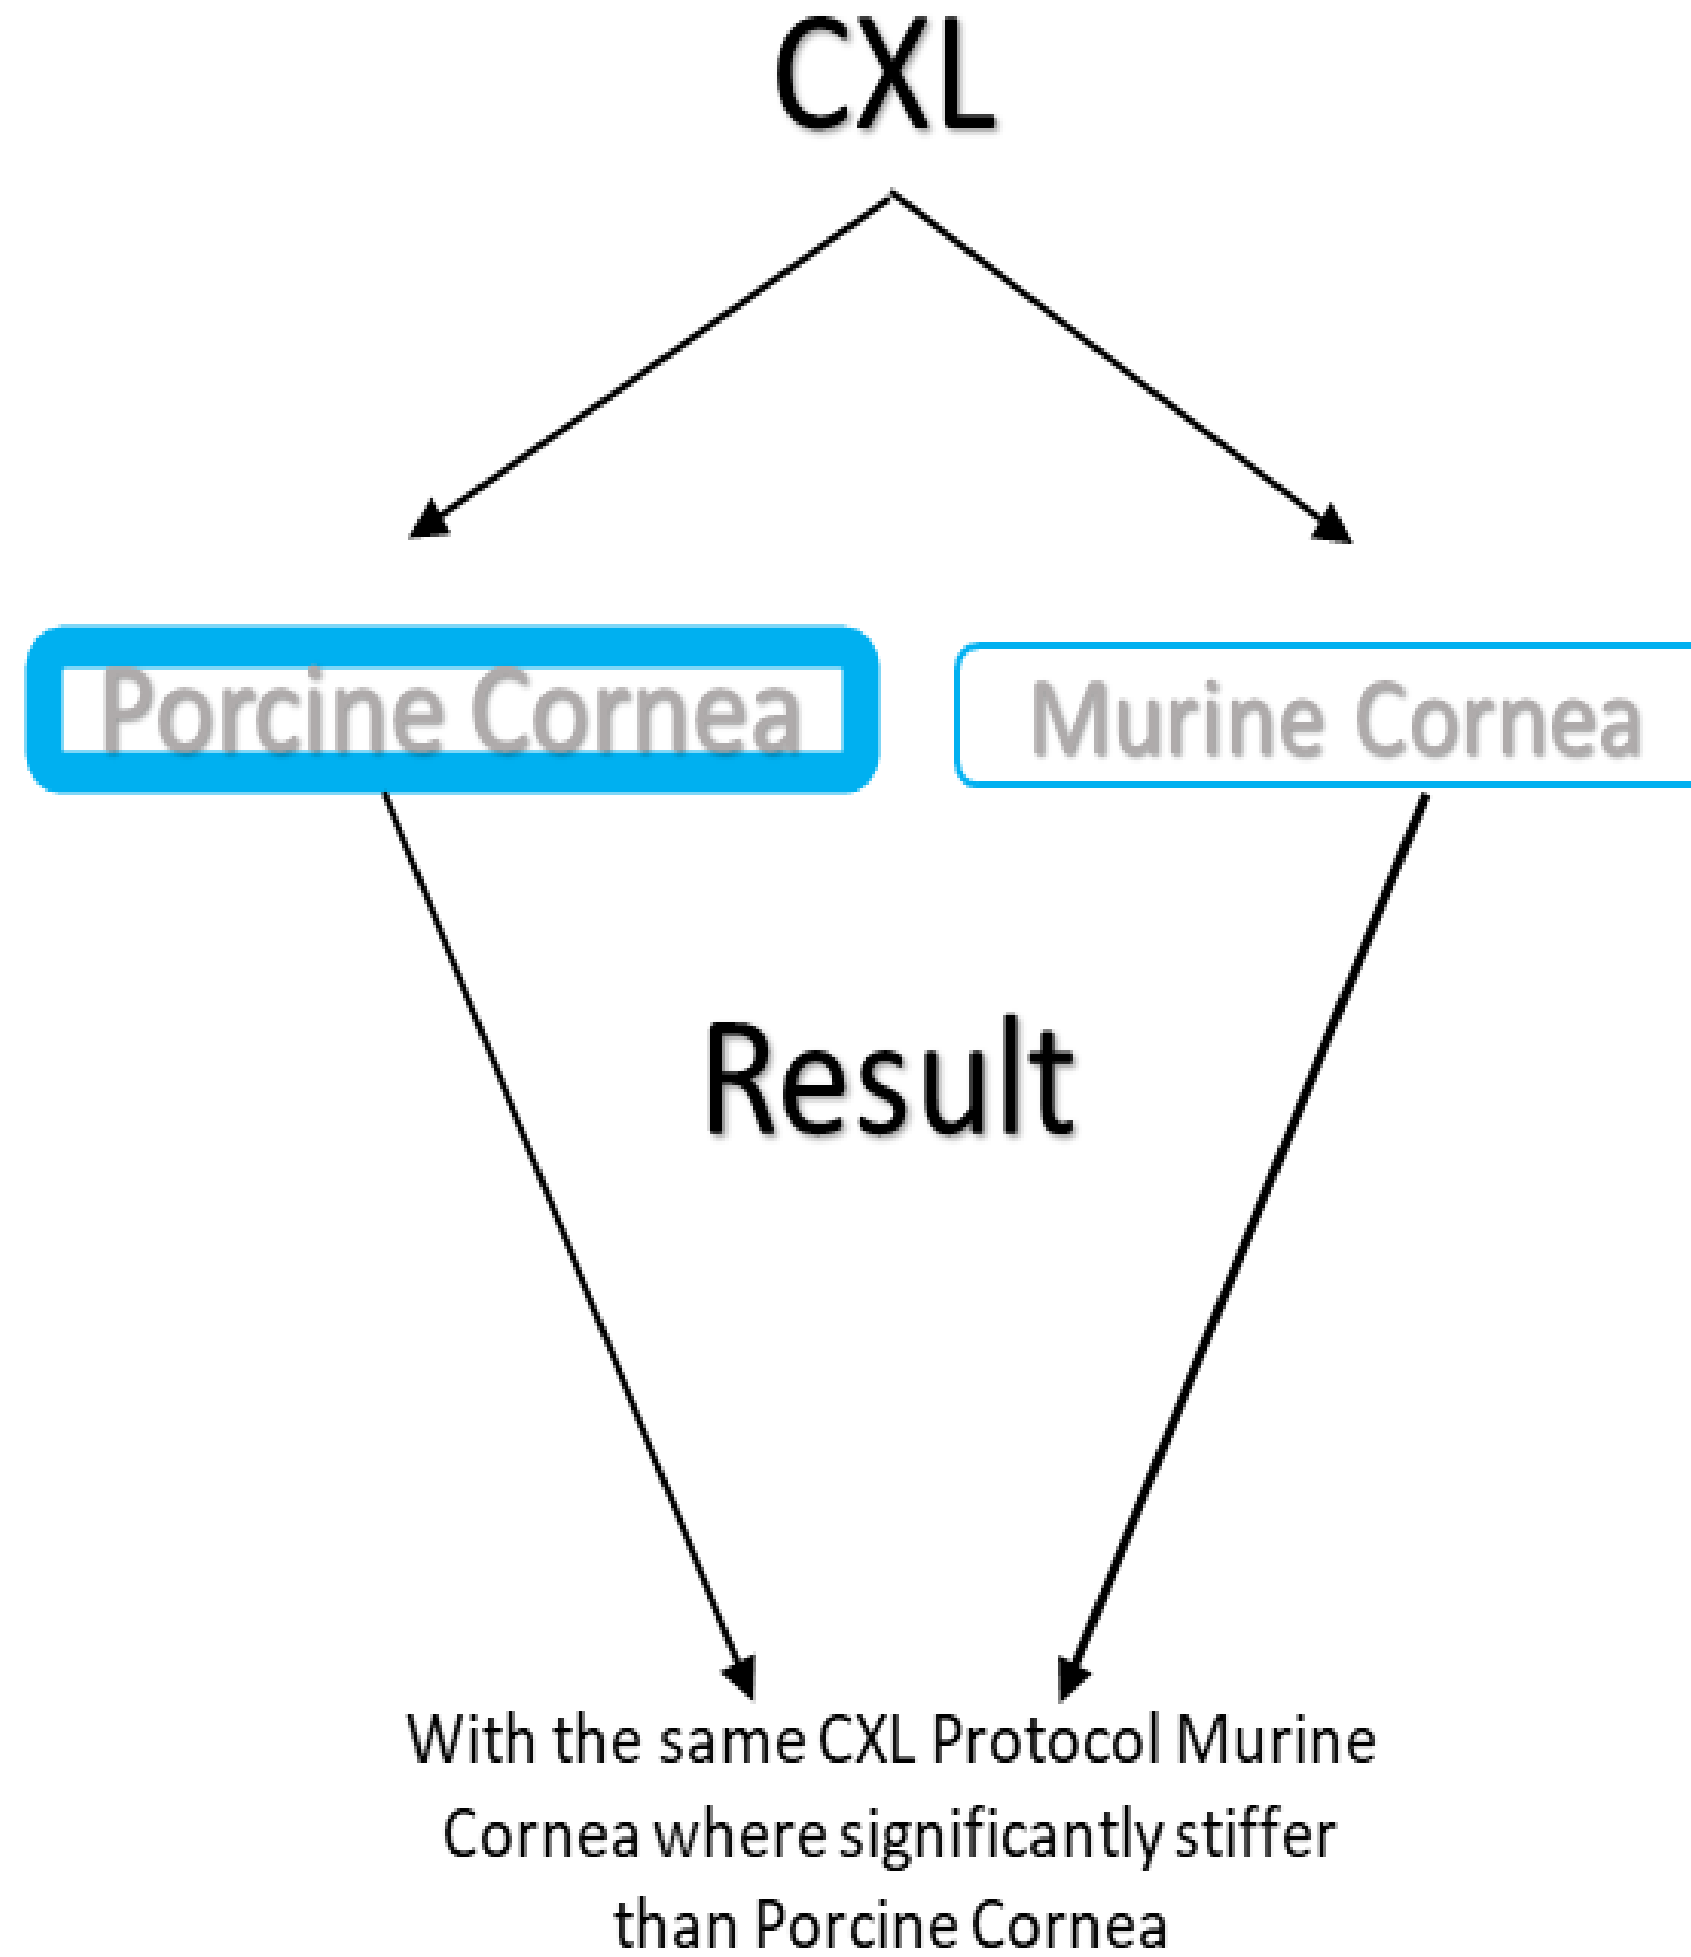 CXL
Porcine Cornea
Murine Cornea
Result
With the same CXL Protocol Murine
Cornea where significantly stiffer
than Porcine Cornea